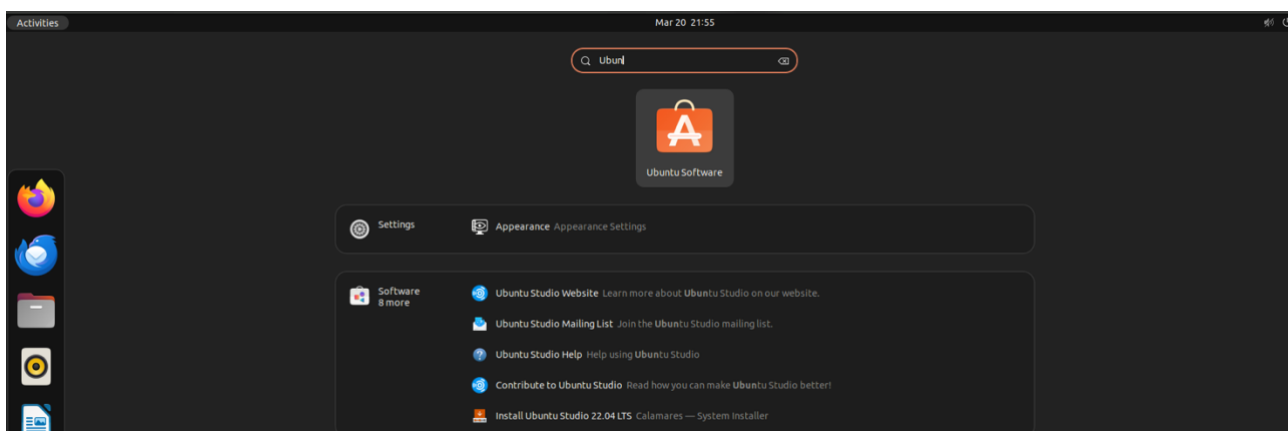 Activities
Mar 20 21:55
Ubun
Ubuntu Software
Settings
Appearance Appearance Settings
Software
8 more
Ubuntu Studio Website Learn more about Ubuntu Studio on our website.
Ubuntu Studio Mailing List Join the Ubuntu Studio mailing list.
Ubuntu Studio Help Help using Ubuntu Studio
Contribute to Ubuntu Studio Read how you can make Ubuntu Studio better!
Install Ubuntu Studio 22.04 LTS Calamares — System Installer